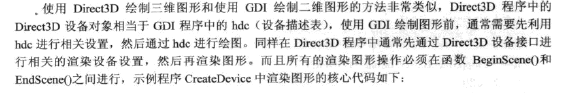 使用 Direct3D 绘制三维图形和使用 GDI 绘制二维图形的方法非常类似，Direct3D 程序中的
Direct3D 设备对象相当于 GDI 程序中的 hdc（设备描述表），使用 GDI 绘制图形前，通常需要先利用
hdc 进行相关设置，然后通过 hdc 进行绘图。同样在 Direct3D 程序中通常先通过 Direct3D 设备接口进
行相关的渲染设备设置，然后再渲染图形。而且所有的渲染图形操作必须在函数 BeginScene()和
EndScene()之间进行，示例程序 CreateDevice 中渲染图形的核心代码如下：